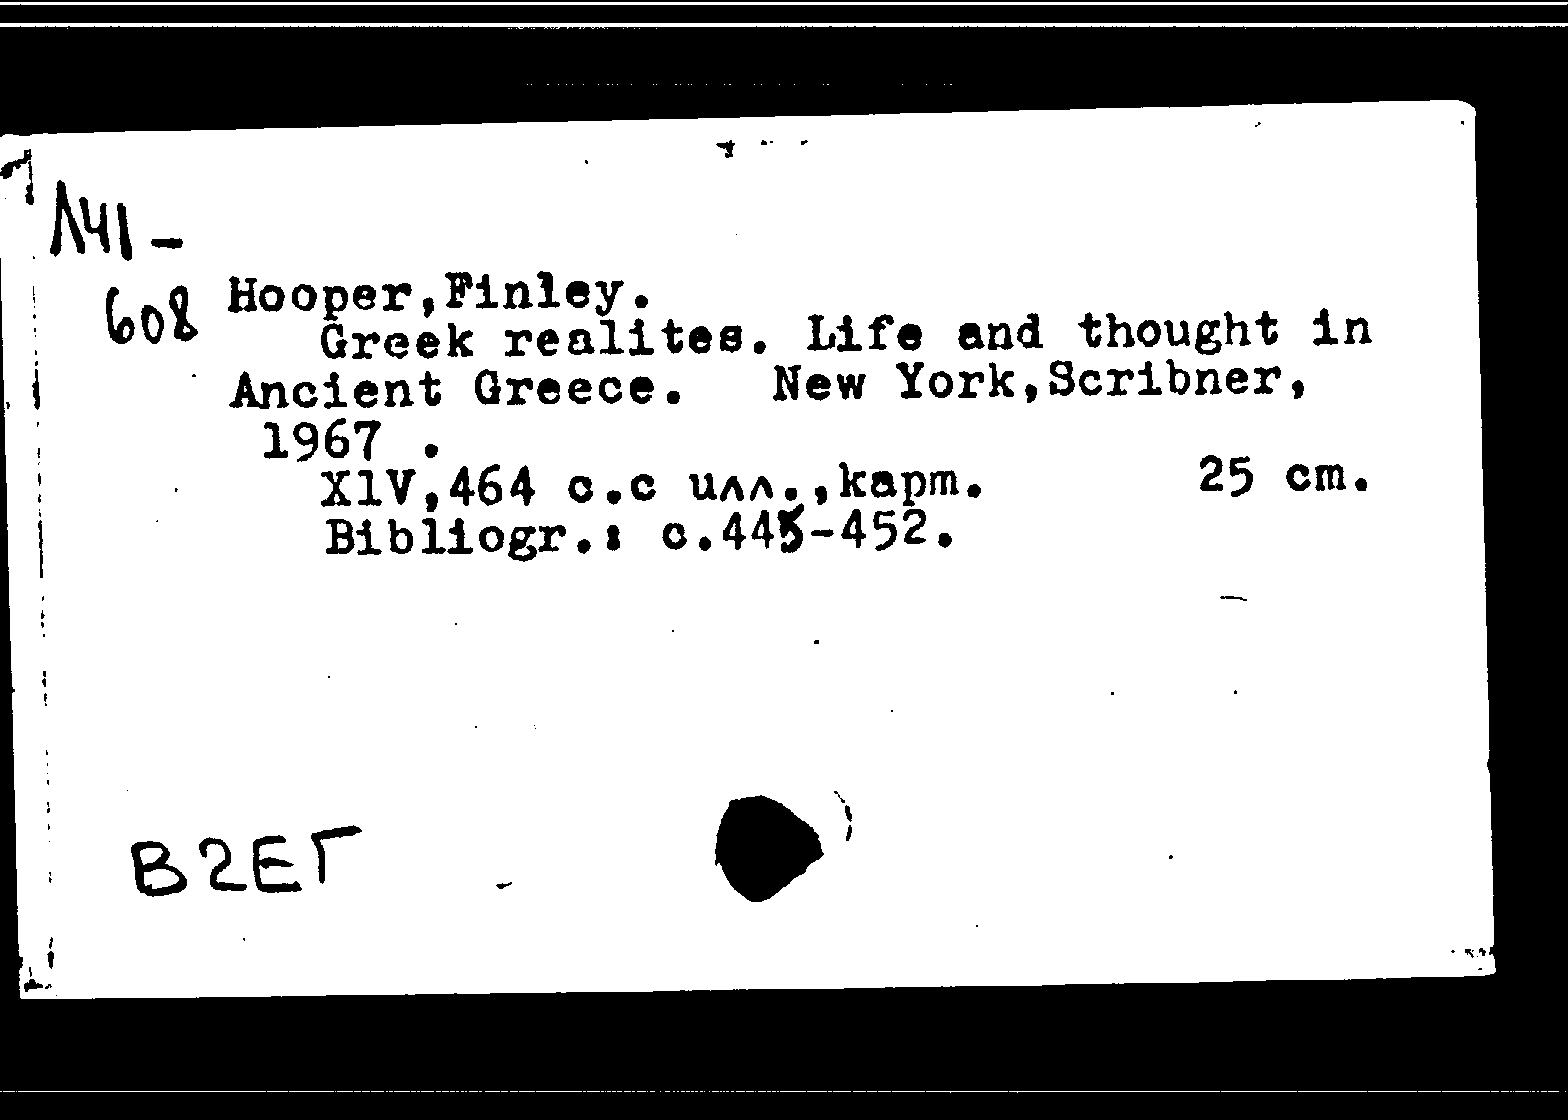 Л41-
608 Hooper,Finley.
Greek realites. Life and thought in
Ancient Greece. New York,Scribner,
1967 .
X1V,464 c.c илл.,карт. 25 cm.
Bibliogr.: c.445-452.
В2ЕГ